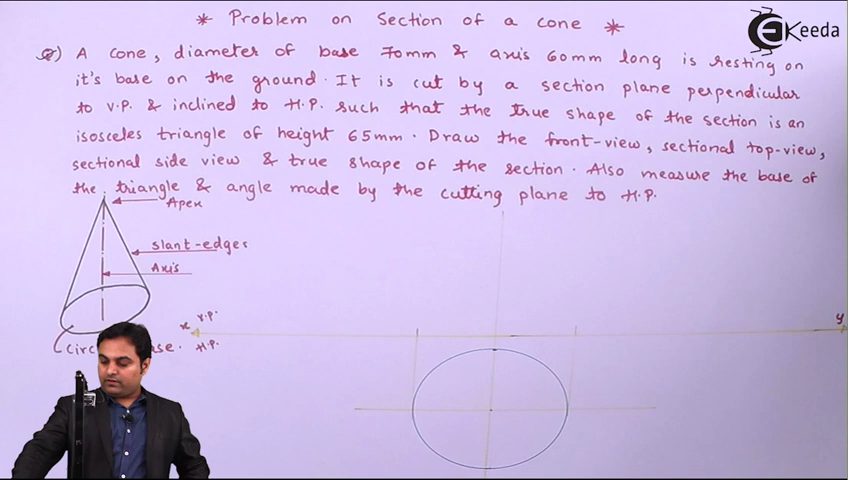 * Problem on Section of a cone *
Ekeeda
Q) A cone, diameter of base 70mm & axis 60mm long is resting on
it's base on the ground. It is cut by a section plane perpendicular
to V.P. & inclined to H.P. such that the true shape of the section is an
isosceles triangle of height 65mm. Draw the front-view, sectional top-view,
sectional side view & true shape of the section. Also measure the base of
the triangle & angle made by the cutting plane to H.P.
Apex
slant-edges
Axis
x V.P. y
H.P.